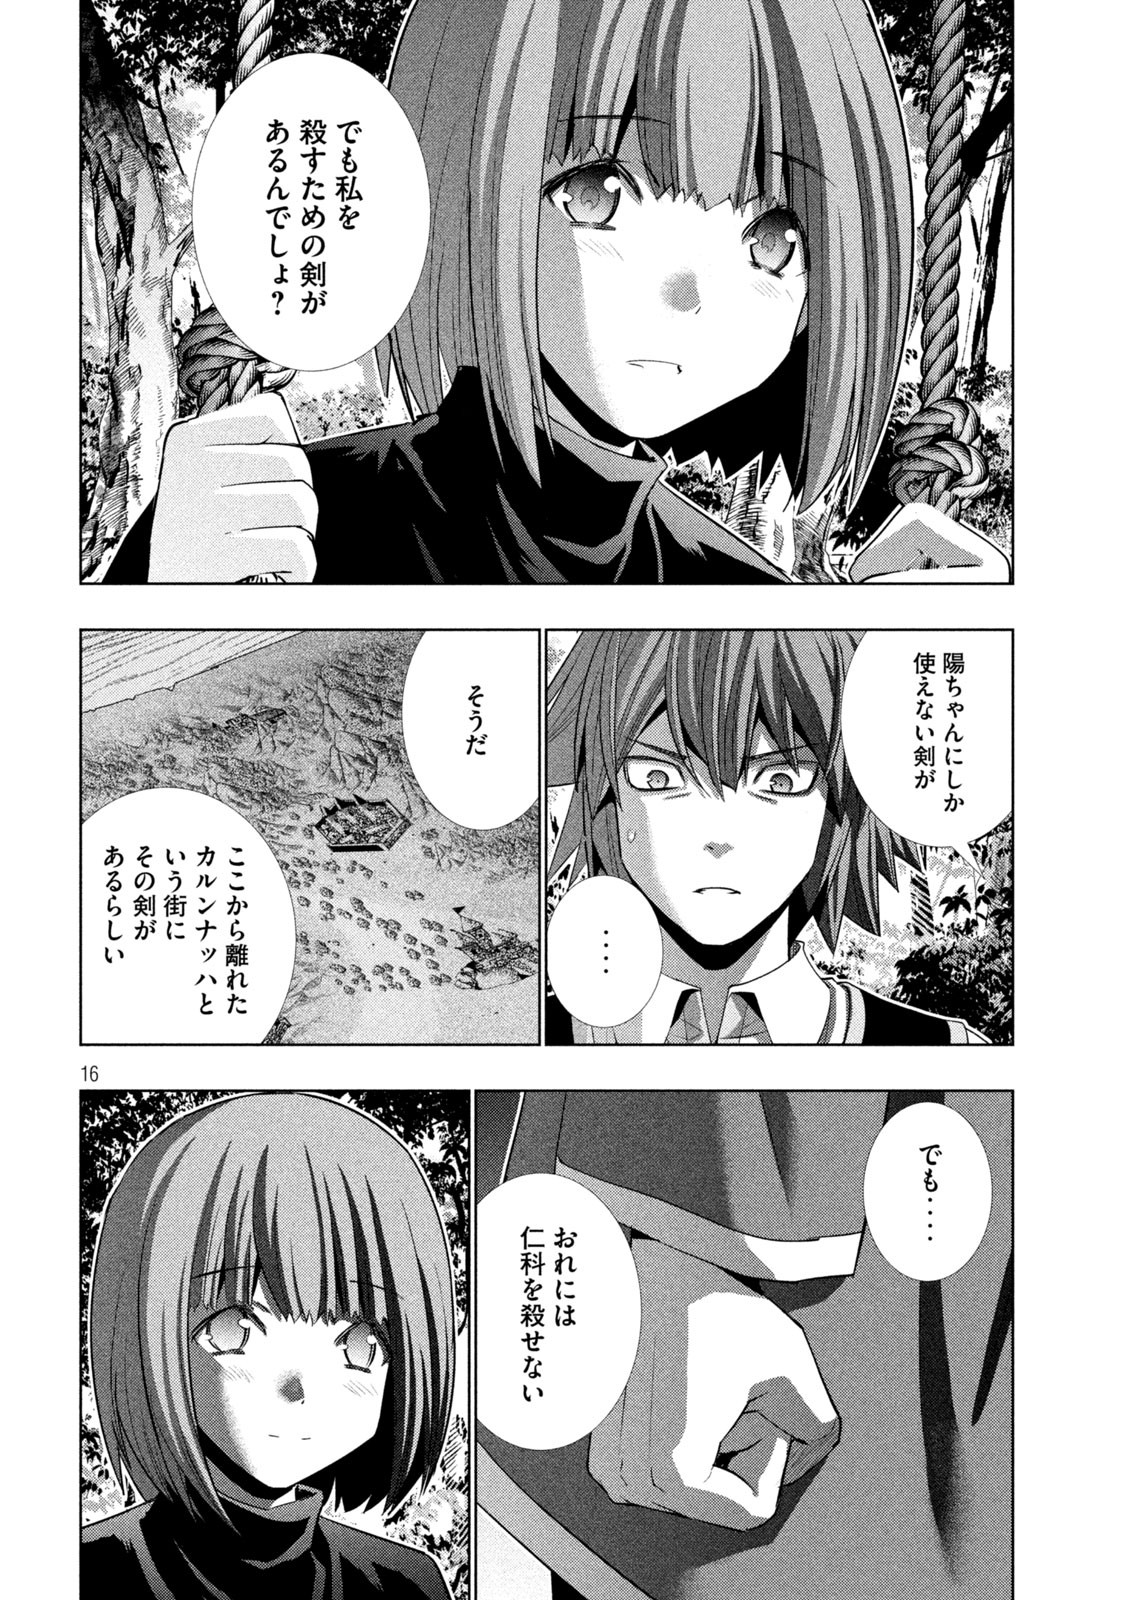 でも私を
殺すための剣が
あるんでしょ？
陽ちゃんにしか
使えない剣が
・・・・
そうだ
ここから離れた
カルンナッハと
いう街に
その剣が
あるらしい
16
でも・・・・
おれには
仁科を殺せない